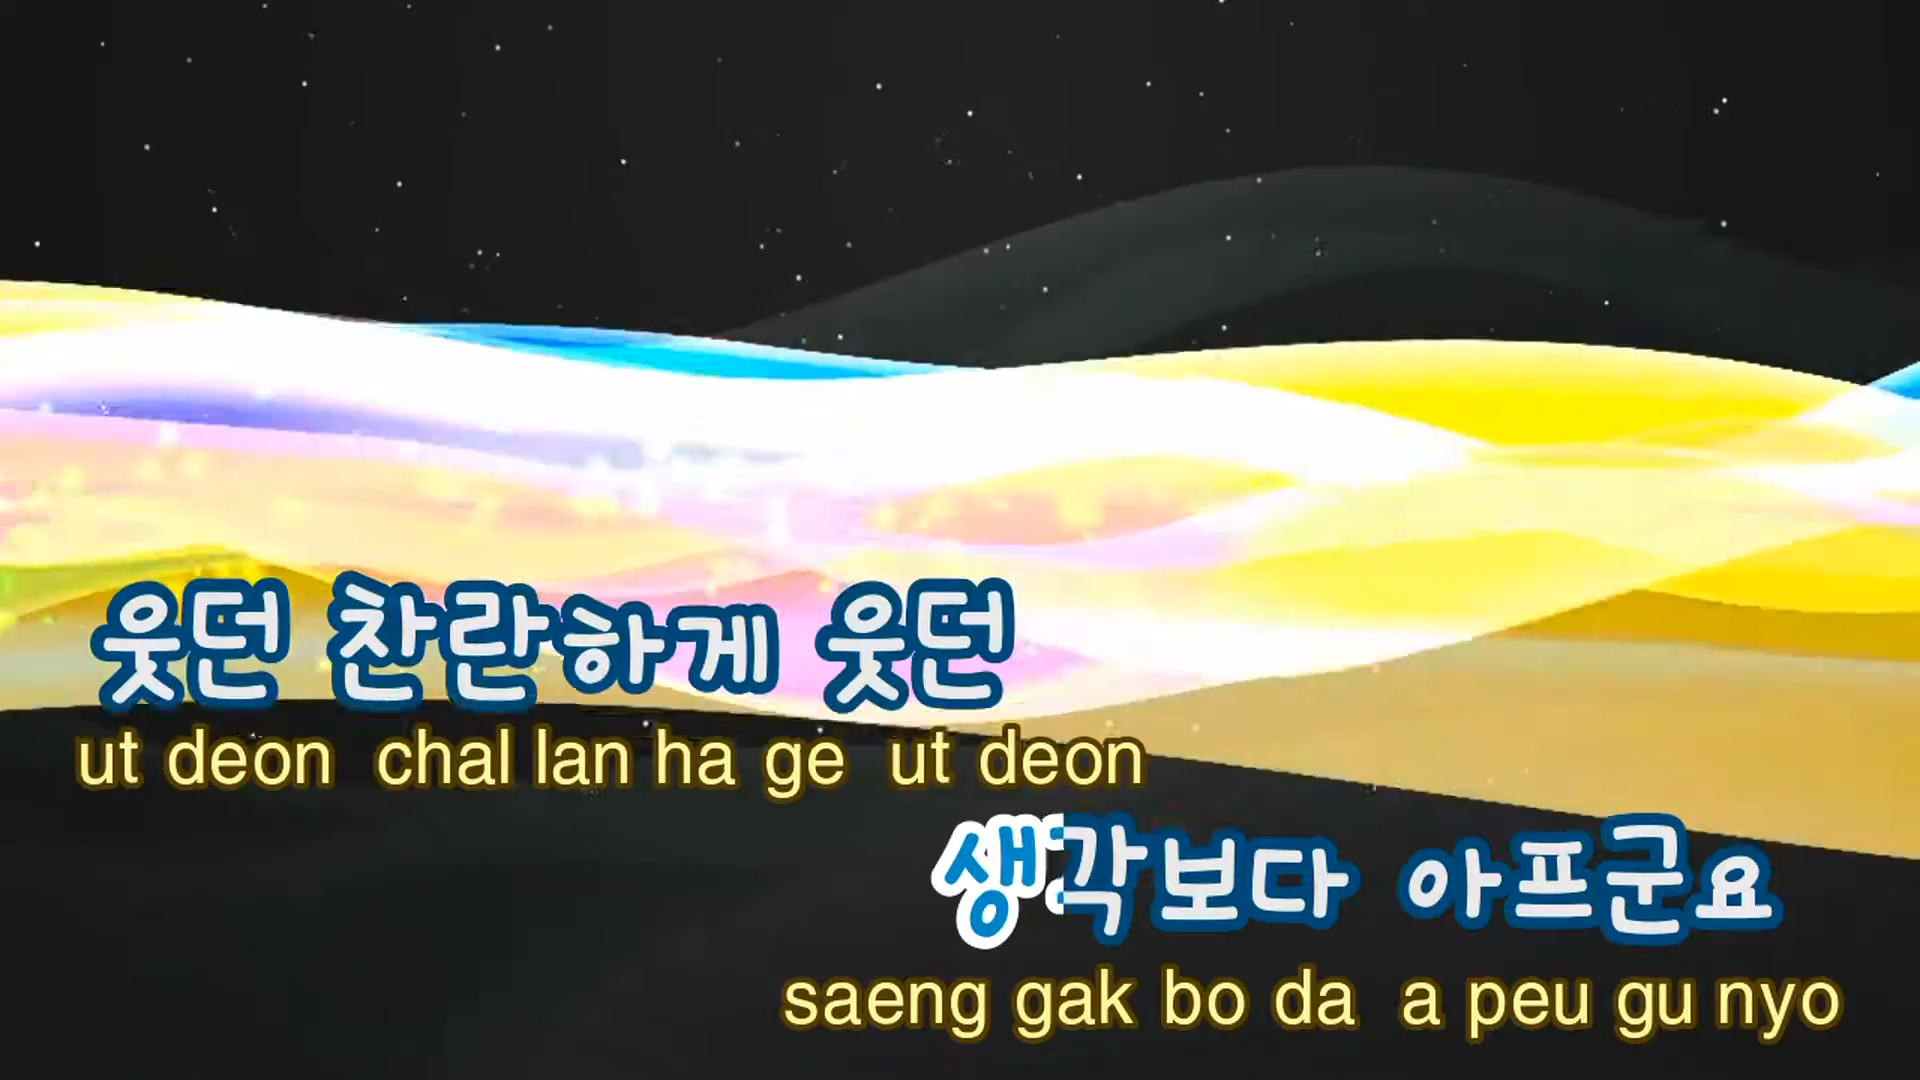 웃던 찬란하게 웃던
ut deon chal lan ha ge ut deon
생각보다 아프군요
saeng gak bo da a peu gu nyo